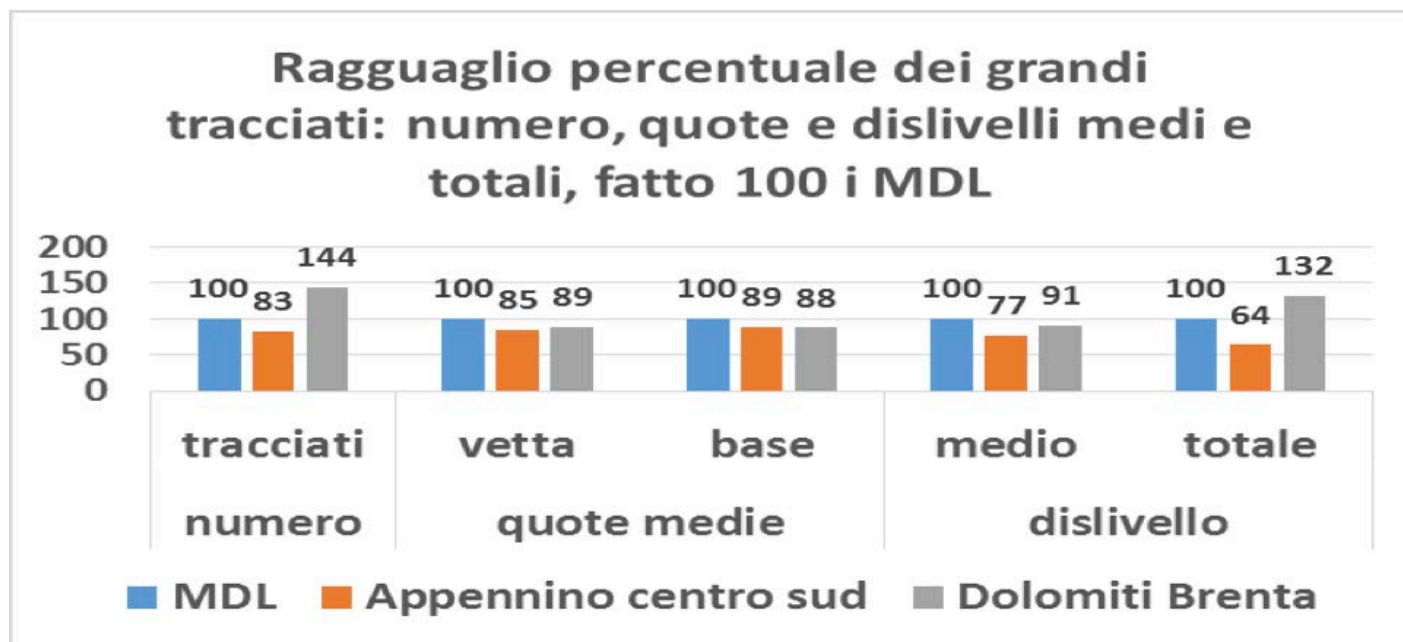 Ragguaglio percentuale dei grandi
tracciati: numero, quote e dislivelli medi e
totali, fatto 100 i MDL
200
150
100
50
0
100 83 144
100 85 89
100 89 88
100 77 91
100 64 132
tracciati vetta base medio totale
numero quote medie dislivello
MDL Appennino centro sud Dolomiti Brenta